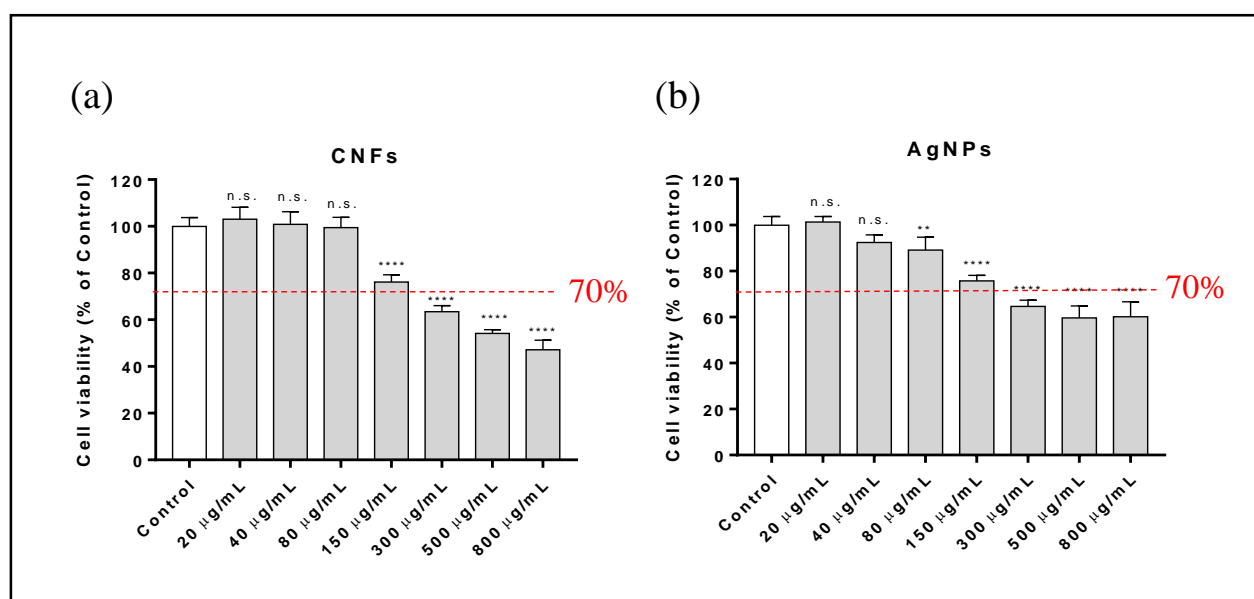 (a)
CNFs
Cell viability (% of Control)
120
100
80
60
40
20
0
n.s.
n.s.
n.s.
****
****
****
****
70%
Control
20 μg/mL
40 μg/mL
80 μg/mL
150 μg/mL
300 μg/mL
500 μg/mL
800 μg/mL
(b)
AgNPs
Cell viability (% of Control)
120
100
80
60
40
20
0
n.s.
n.s.
**
****
****
****
****
70%
Control
20 μg/mL
40 μg/mL
80 μg/mL
150 μg/mL
300 μg/mL
500 μg/mL
800 μg/mL